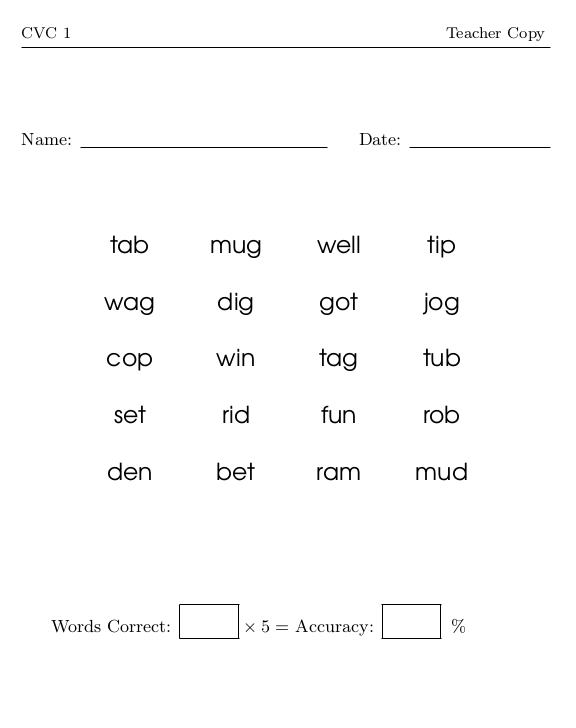 CVC 1 Teacher Copy
Name: Date:
tab mug well tip
wag dig got jog
cop win tag tub
set rid fun rob
den bet ram mud
Words Correct: × 5 = Accuracy: %